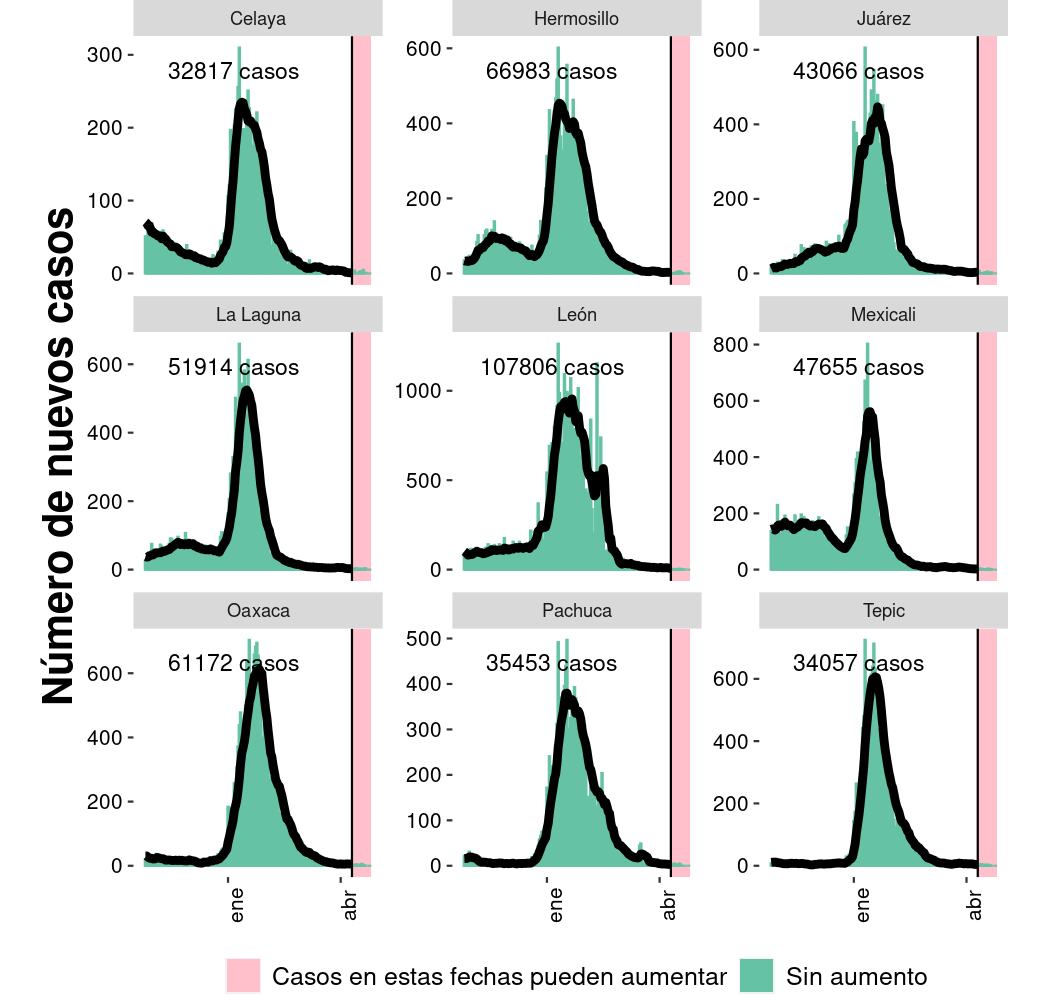 Número de nuevos casos
Celaya
Hermosillo
Juárez
300
200
100
0
32817 casos
600
400
200
0
66983 casos
600
400
200
0
43066 casos
La Laguna
León
Mexicali
600
400
200
0
51914 casos
1000
500
0
107806 casos
800
600
400
200
0
47655 casos
Oaxaca
Pachuca
Tepic
600
400
200
0
61172 casos
500
400
300
200
100
0
35453 casos
600
400
200
0
34057 casos
ene
abr
ene
abr
ene
abr
Casos en estas fechas pueden aumentar
Sin aumento